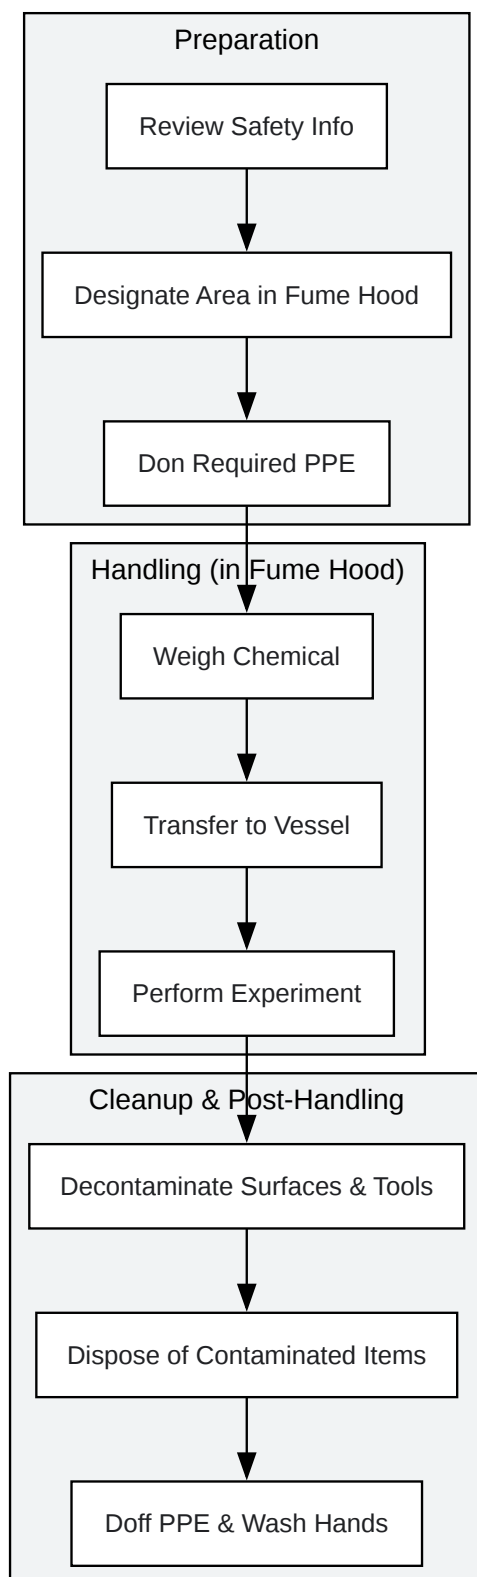 Preparation
Review Safety Info
Designate Area in Fume Hood
Don Required PPE
Handling (in Fume Hood)
Weigh Chemical
Transfer to Vessel
Perform Experiment
Cleanup & Post-Handling
Decontaminate Surfaces & Tools
Dispose of Contaminated Items
Doff PPE & Wash Hands